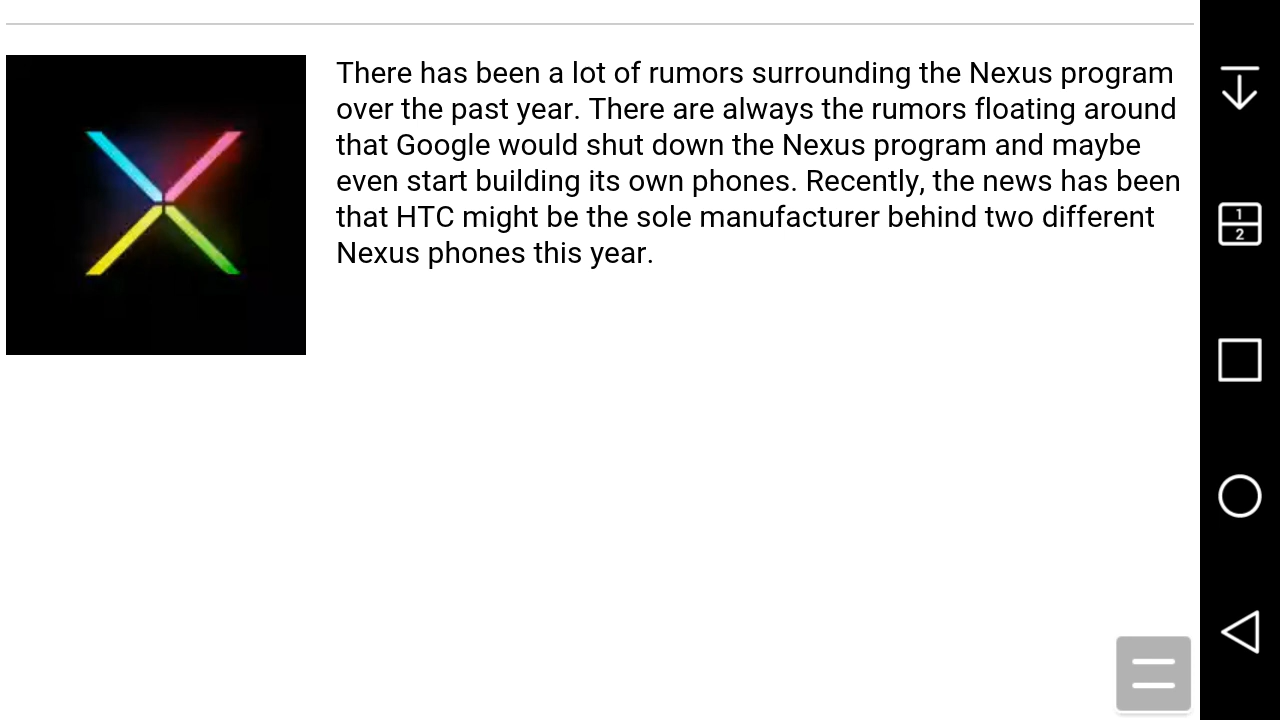 There has been a lot of rumors surrounding the Nexus program
over the past year. There are always the rumors floating around
that Google would shut down the Nexus program and maybe
even start building its own phones. Recently, the news has been
that HTC might be the sole manufacturer behind two different
Nexus phones this year.
1
2